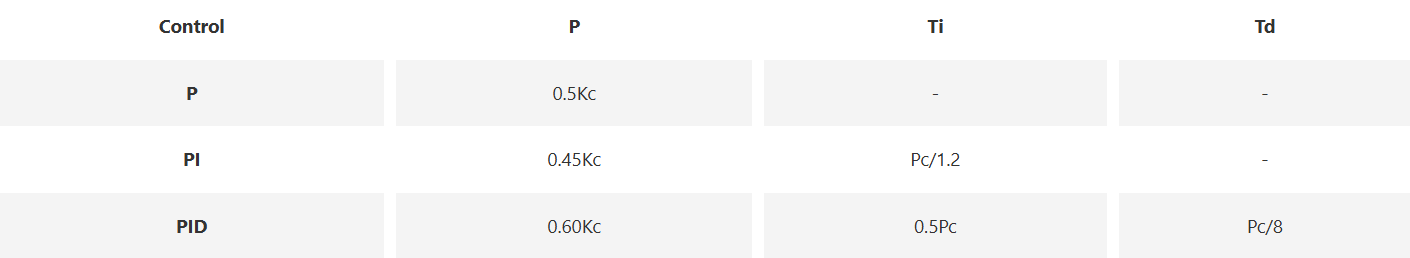 Control P Ti Td
P 0.5Kc - -
PI 0.45Kc Pc/1.2 -
PID 0.60Kc 0.5Pc Pc/8